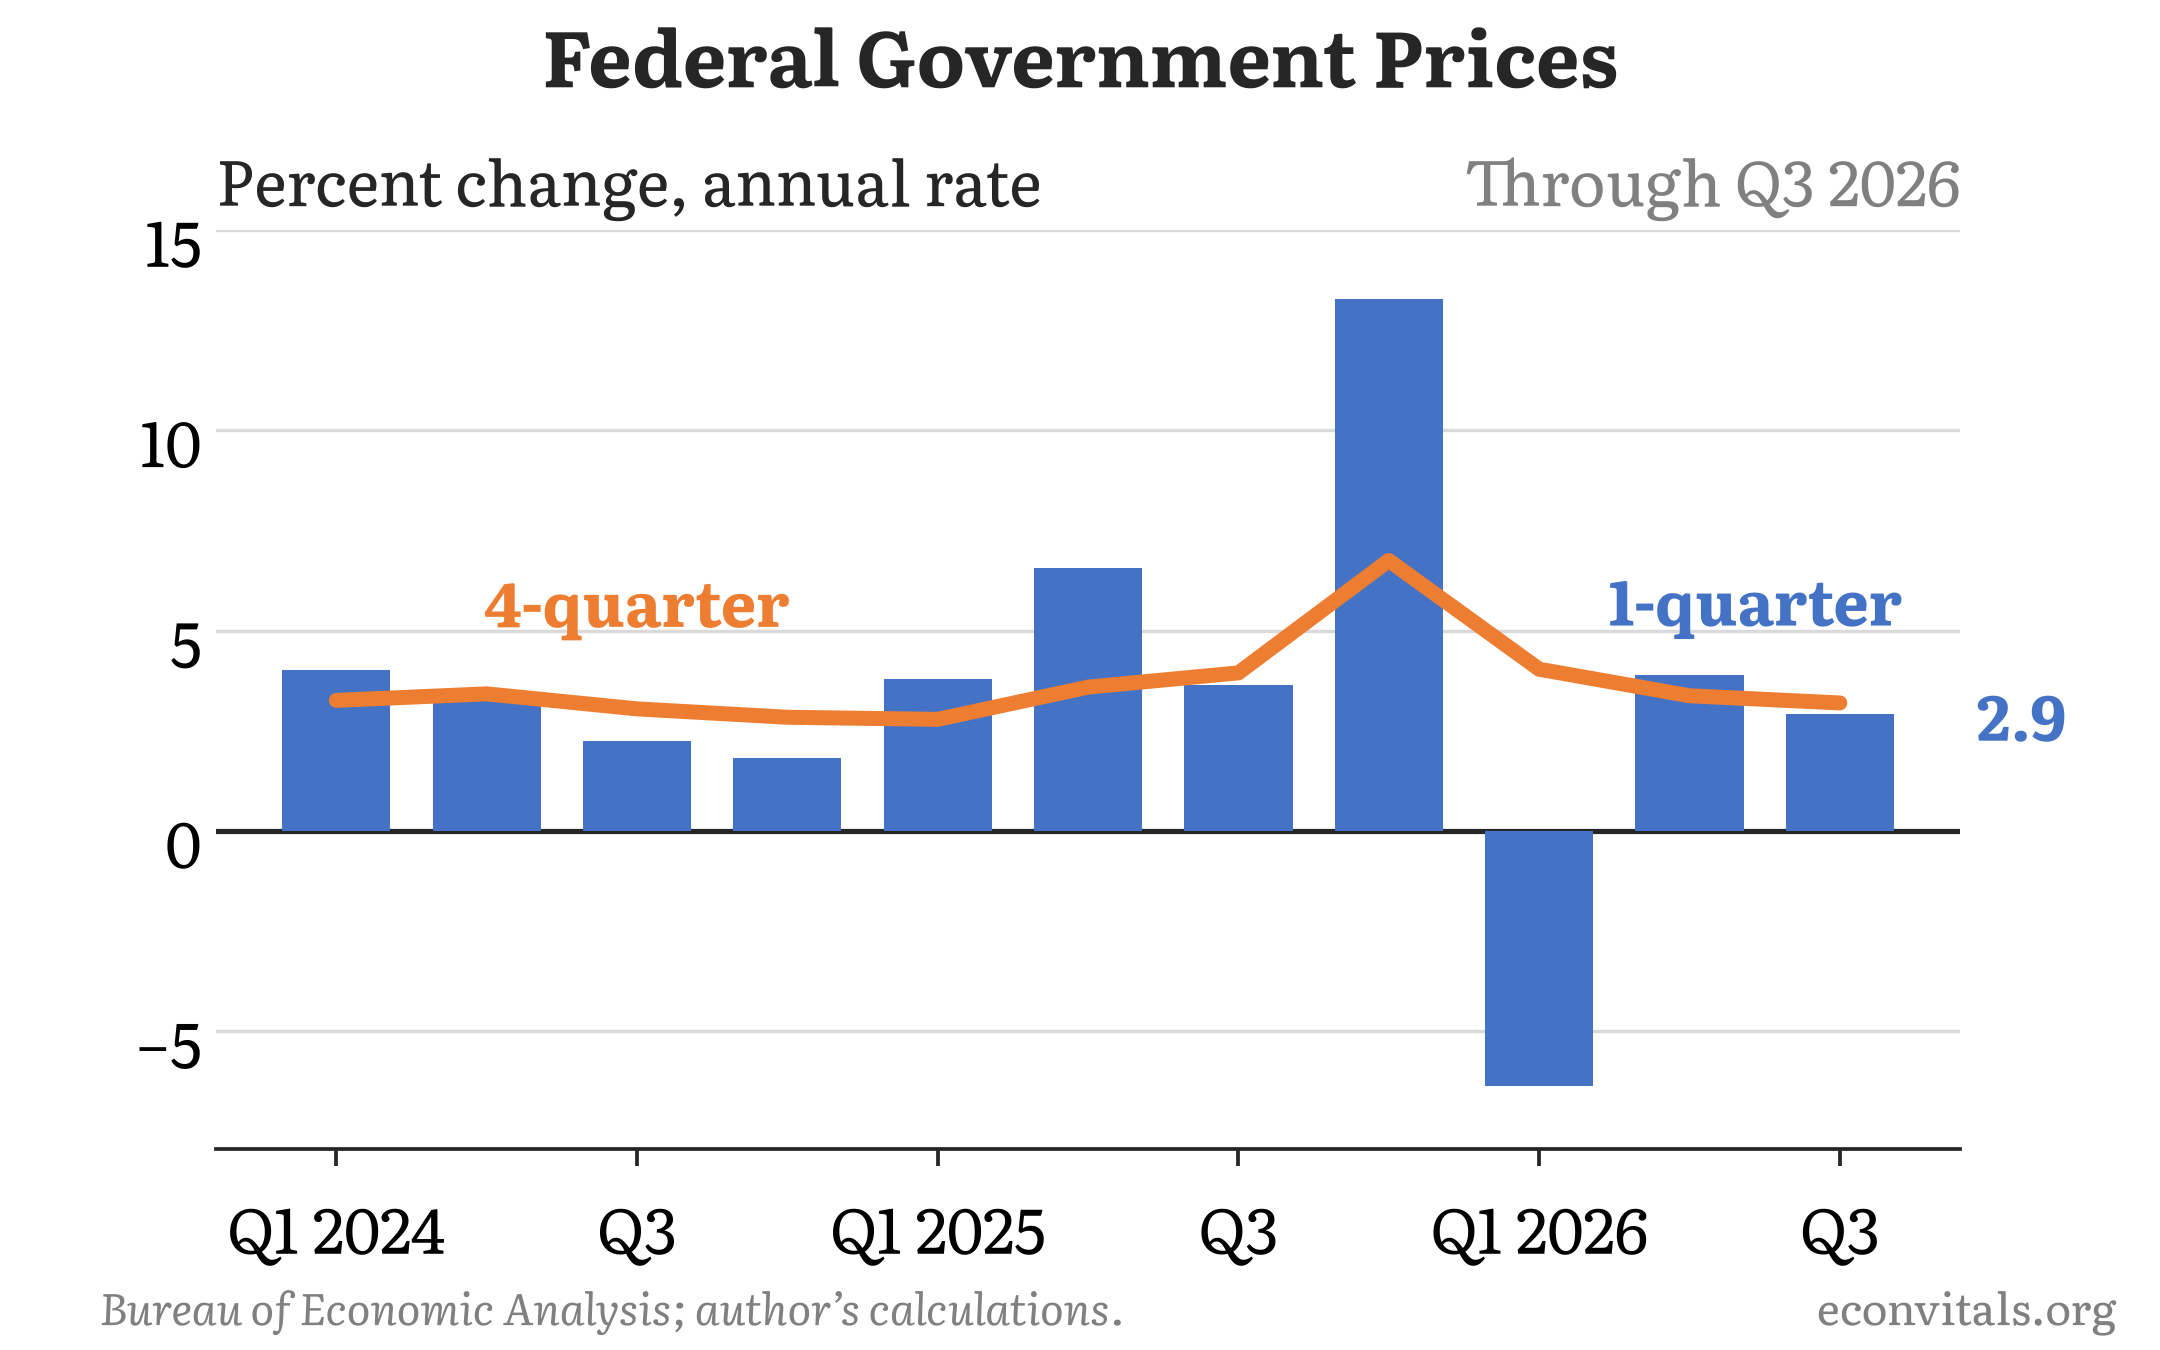 Federal Government Prices
Percent change, annual rate
Through Q3 2026
15
10
5
0
−5
4-quarter
1-quarter
2.9
Q1 2024
Q3
Q1 2025
Q3
Q1 2026
Q3
Bureau of Economic Analysis; author’s calculations.
econvitals.org